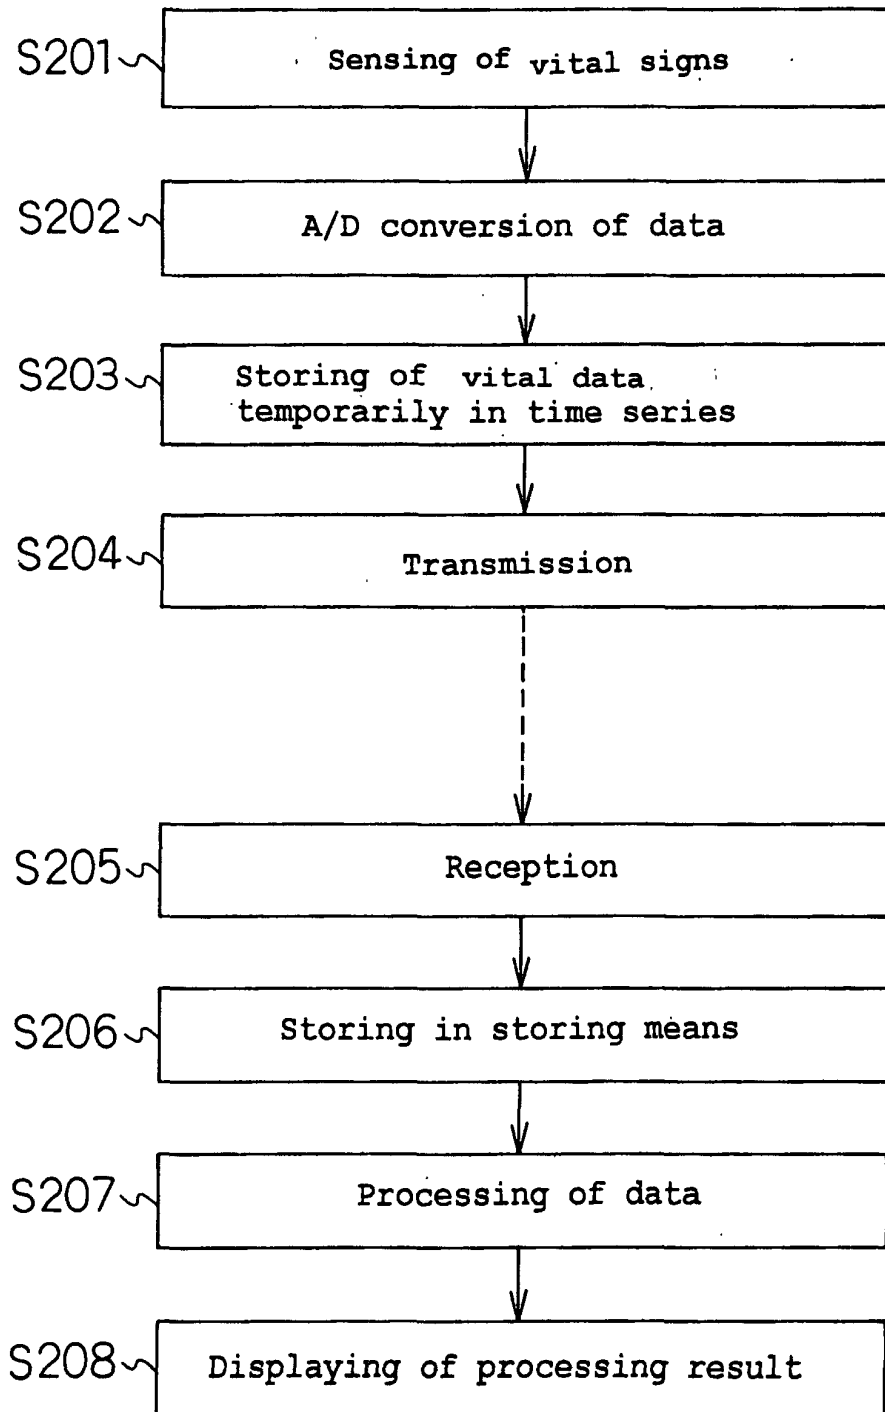 S201 Sensing of vital signs
S202 A/D conversion of data
S203 Storing of vital data
temporarily in time series
S204 Transmission
S205 Reception
S206 Storing in storing means
S207 Processing of data
S208 Displaying of processing result